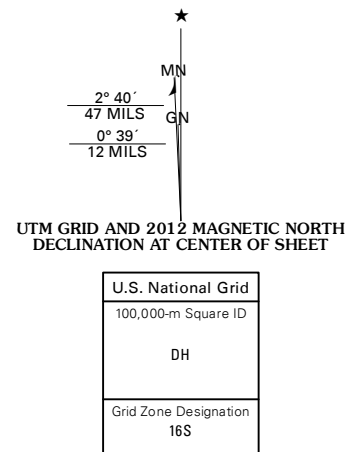 ★
MN
2° 40´
47 MILS
GN
0° 39´
12 MILS
UTM GRID AND 2012 MAGNETIC NORTH
DECLINATION AT CENTER OF SHEET
U.S. National Grid
100,000-m Square ID
DH
Grid Zone Designation
16S